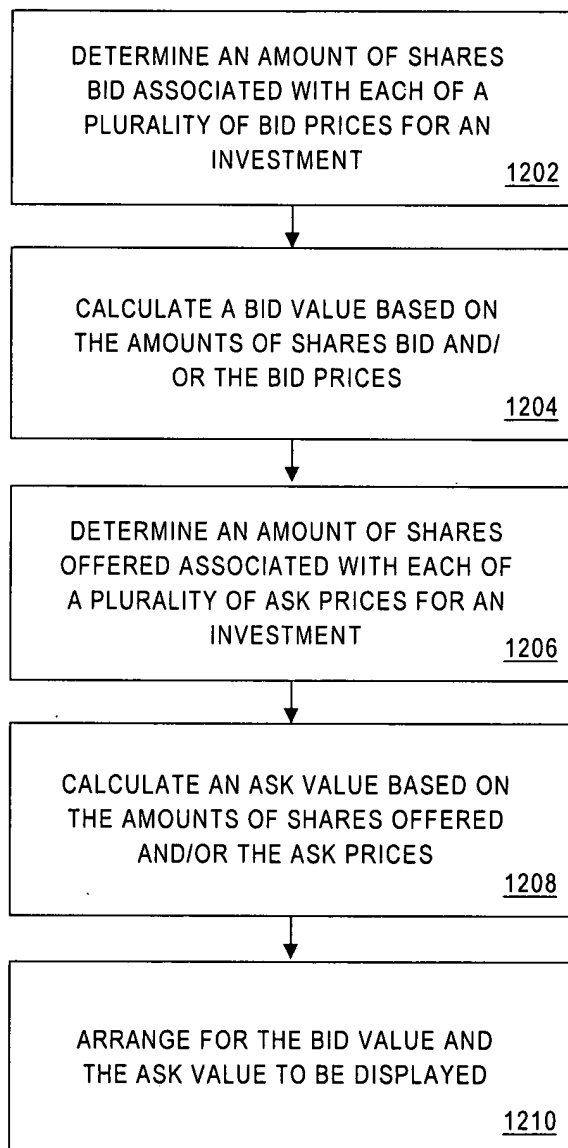 DETERMINE AN AMOUNT OF SHARES
BID ASSOCIATED WITH EACH OF A
PLURALITY OF BID PRICES FOR AN
INVESTMENT
1202
CALCULATE A BID VALUE BASED ON
THE AMOUNTS OF SHARES BID AND/
OR THE BID PRICES
1204
DETERMINE AN AMOUNT OF SHARES
OFFERED ASSOCIATED WITH EACH OF
A PLURALITY OF ASK PRICES FOR AN
INVESTMENT
1206
CALCULATE AN ASK VALUE BASED ON
THE AMOUNTS OF SHARES OFFERED
AND/OR THE ASK PRICES
1208
ARRANGE FOR THE BID VALUE AND
THE ASK VALUE TO BE DISPLAYED
1210